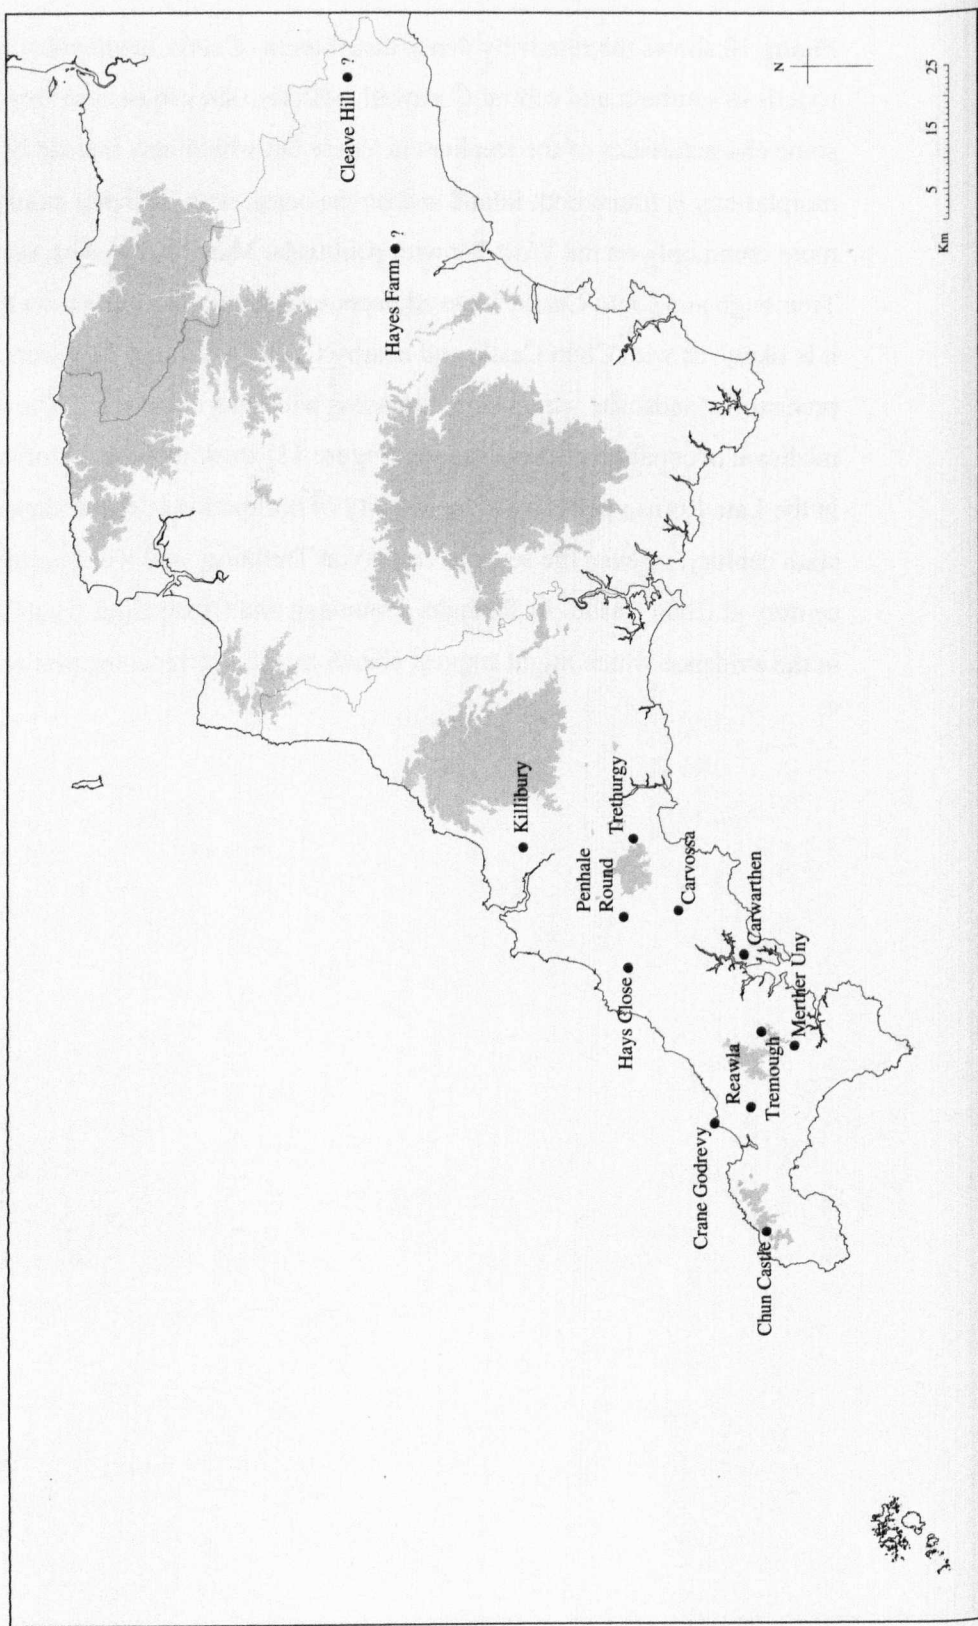 Cleave Hill ?
Hayes Farm ?
Killibury
Trethurgy
Penhale
Round
Carvossa
Hays Close
Carwarthen
Merther Uny
Reawla
Tremough
Crane Godrevy
Chun Castle
N
5 15 25
Km